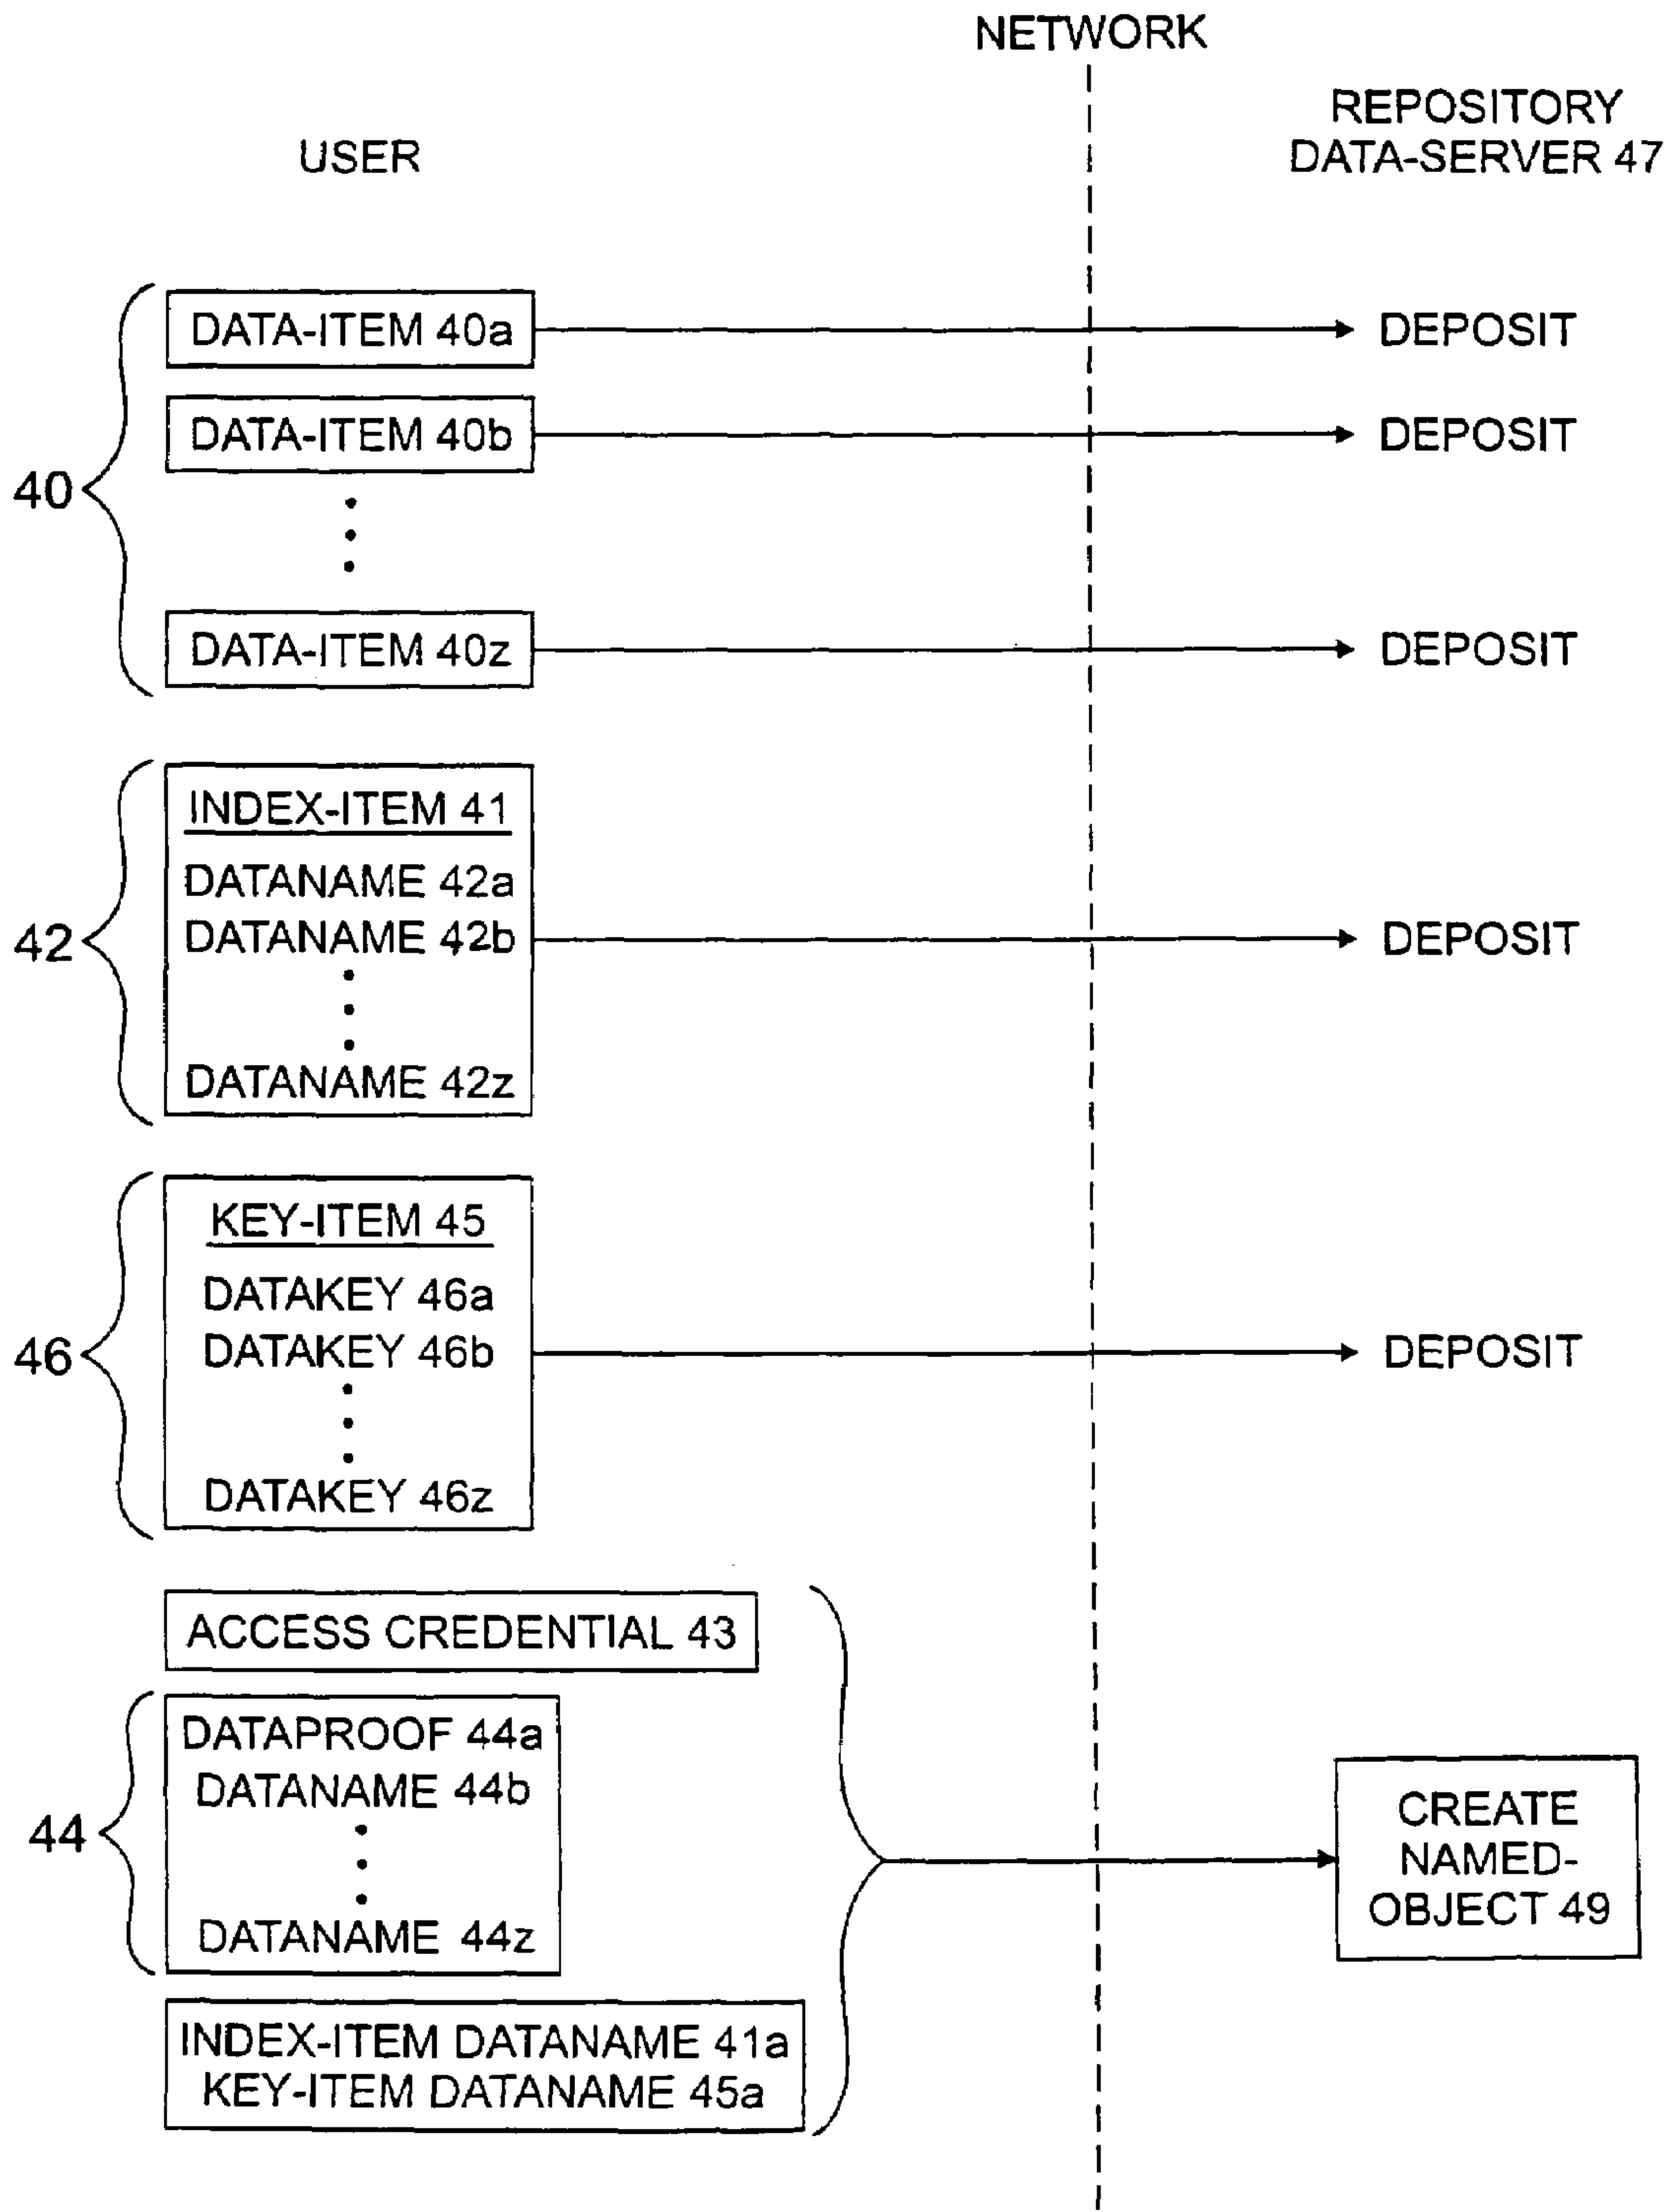 NETWORK
REPOSITORY
DATA-SERVER 47
USER
40
DATA-ITEM 40a
DEPOSIT
DATA-ITEM 40b
DEPOSIT
DATA-ITEM 40z
DEPOSIT
42
INDEX-ITEM 41
DATANAME 42a
DATANAME 42b
DEPOSIT
DATANAME 42z
46
KEY-ITEM 45
DATAKEY 46a
DATAKEY 46b
DEPOSIT
DATAKEY 46z
ACCESS CREDENTIAL 43
44
DATAPROOF 44a
DATANAME 44b
DATANAME 44z
INDEX-ITEM DATANAME 41a
KEY-ITEM DATANAME 45a
CREATE
NAMED-
OBJECT 49